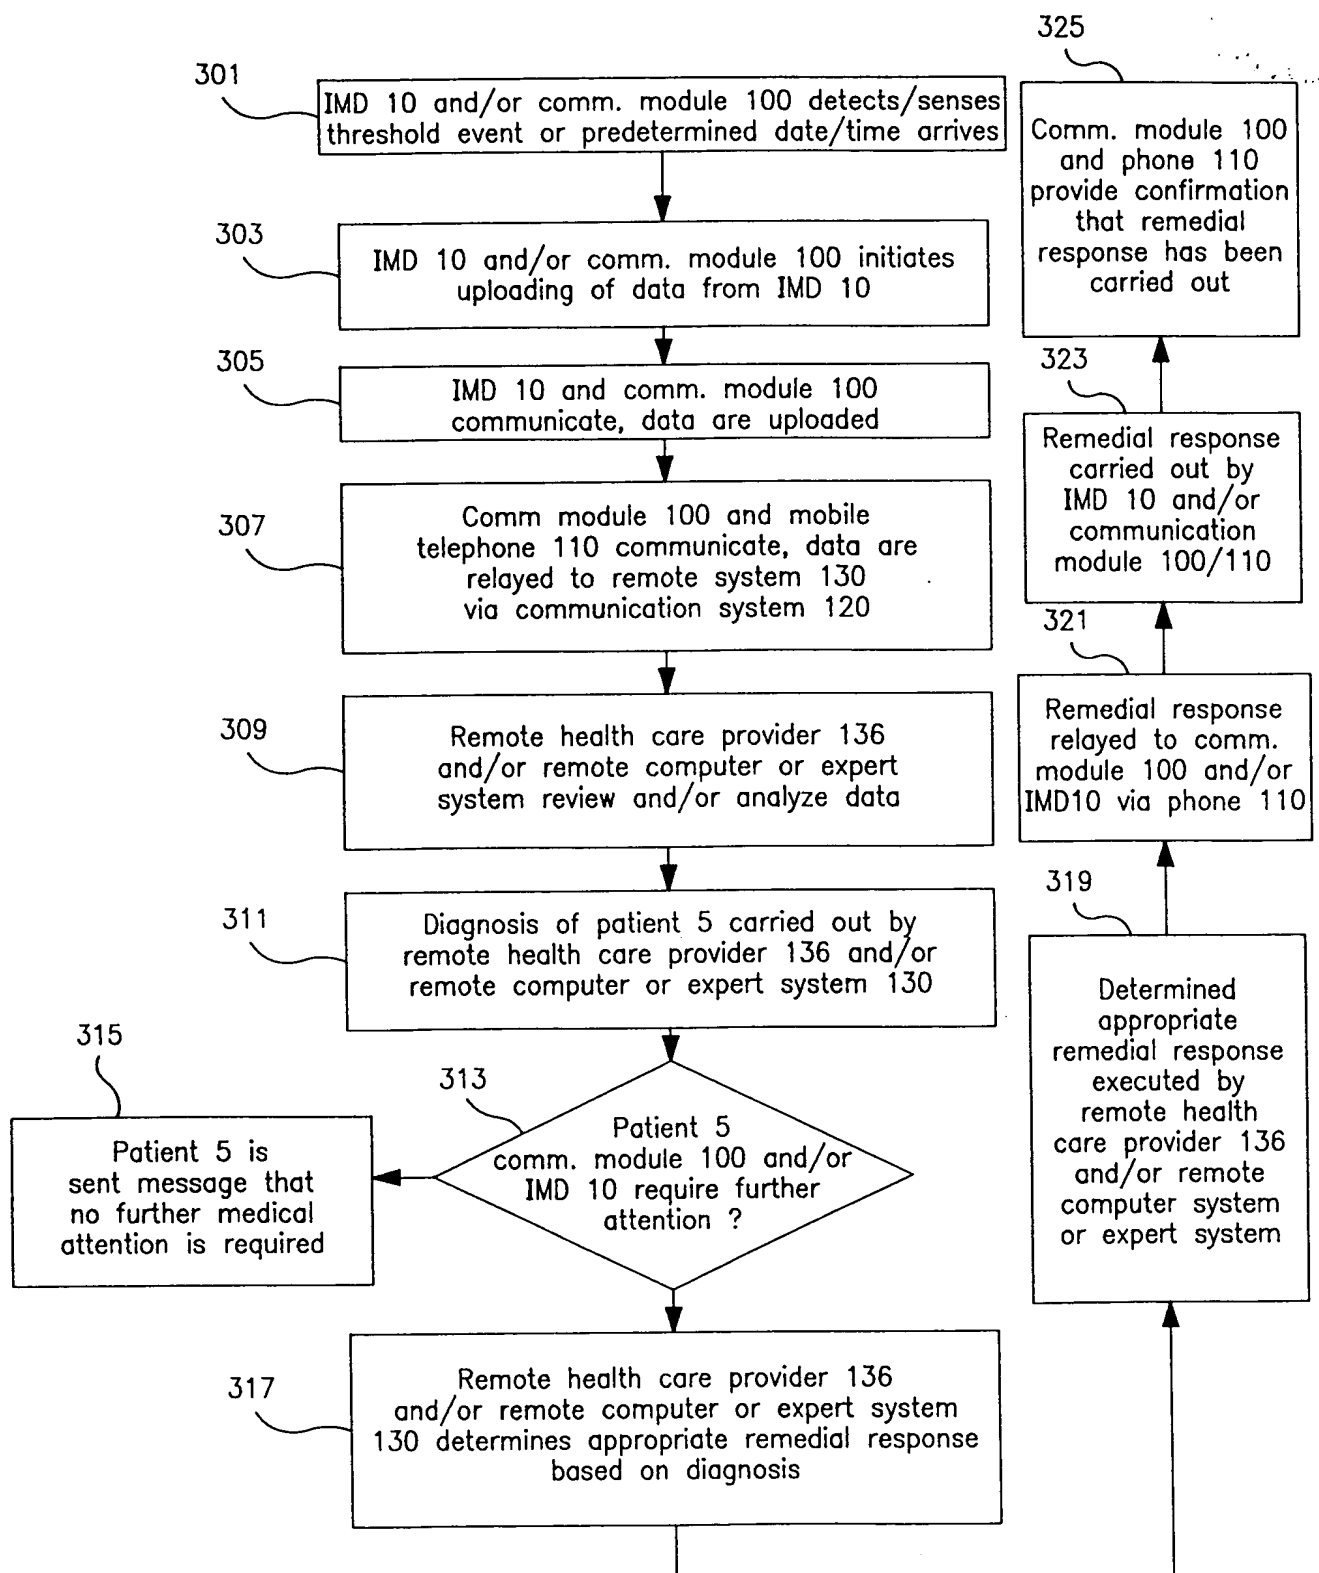 301
IMD 10 and/or comm. module 100 detects/senses
threshold event or predetermined date/time arrives
303
IMD 10 and/or comm. module 100 initiates
uploading of data from IMD 10
305
IMD 10 and comm. module 100
communicate, data are uploaded
307
Comm module 100 and mobile
telephone 110 communicate, data are
relayed to remote system 130
via communication system 120
309
Remote health care provider 136
and/or remote computer or expert
system review and/or analyze data
311
Diagnosis of patient 5 carried out by
remote health care provider 136 and/or
remote computer or expert system 130
313
Patient 5
comm. module 100 and/or
IMD 10 require further
attention ?
315
Patient 5 is
sent message that
no further medical
attention is required
317
Remote health care provider 136
and/or remote computer or expert system
130 determines appropriate remedial response
based on diagnosis
319
Determined
appropriate
remedial response
executed by
remote health
care provider 136
and/or remote
computer system
or expert system
321
Remedial response
relayed to comm.
module 100 and/or
IMD10 via phone 110
323
Remedial response
carried out by
IMD 10 and/or
communication
module 100/110
325
Comm. module 100
and phone 110
provide confirmation
that remedial
response has been
carried out